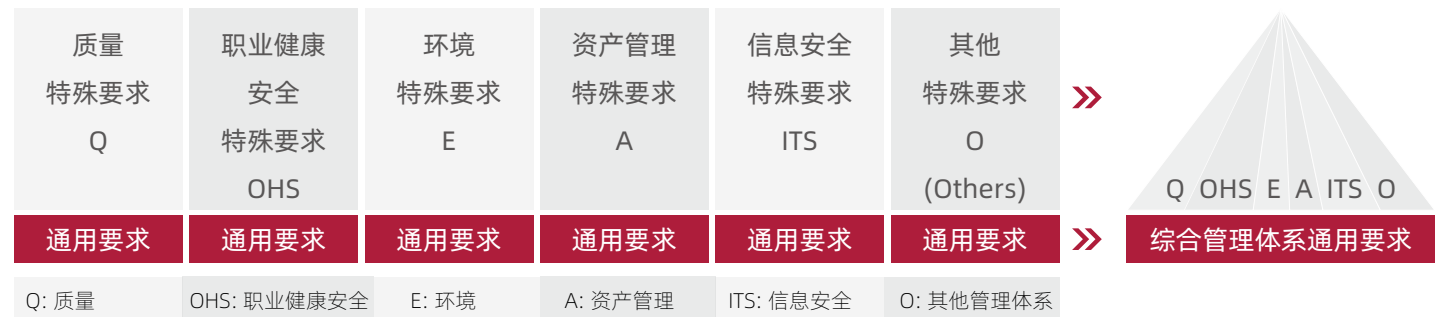 质量
特殊要求
Q
职业健康
安全
特殊要求
OHS
环境
特殊要求
E
资产管理
特殊要求
A
信息安全
特殊要求
ITS
其他
特殊要求
O
(Others)
Q OHS E A ITS O
通用要求 通用要求 通用要求 通用要求 通用要求 通用要求 综合管理体系通用要求
Q: 质量 OHS: 职业健康安全 E: 环境 A: 资产管理 ITS: 信息安全 O: 其他管理体系